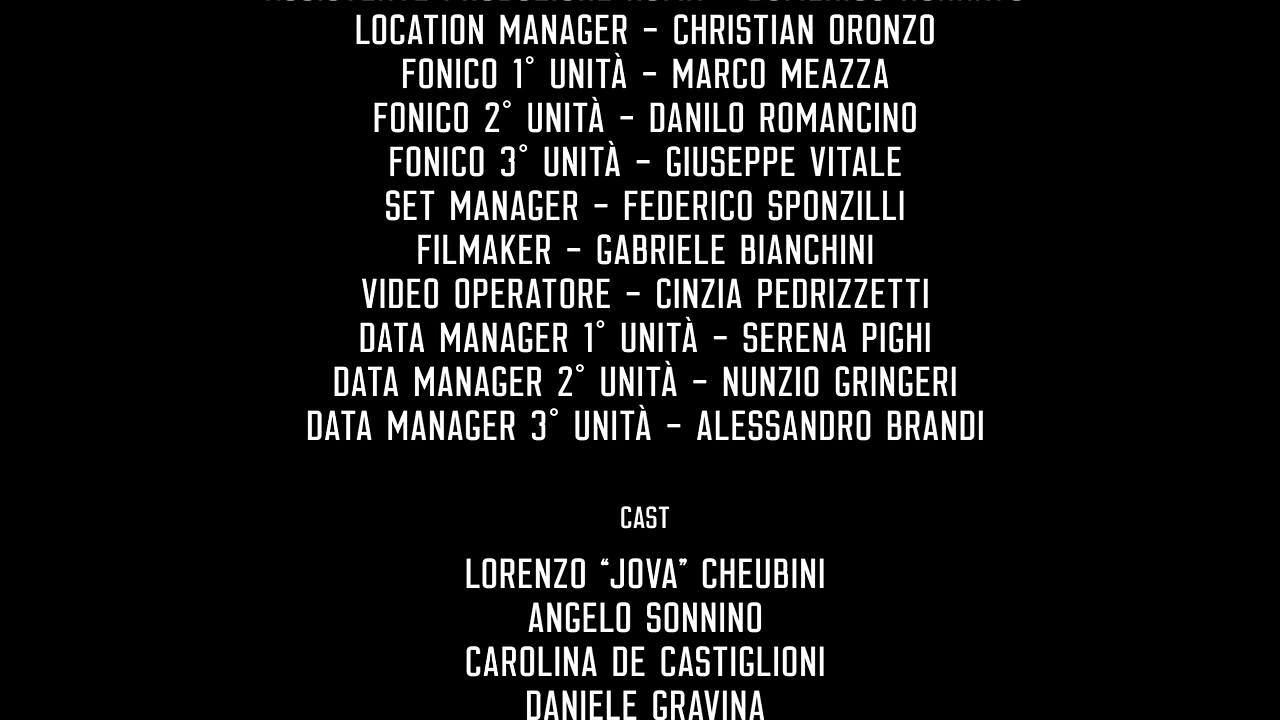 LOCATION MANAGER - CHRISTIAN ORONZO
FONICO 1° UNITÀ - MARCO MEAZZA
FONICO 2° UNITÀ - DANILO ROMANCINO
FONICO 3° UNITÀ - GIUSEPPE VITALE
SET MANAGER - FEDERICO SPONZILLI
FILMAKER - GABRIELE BIANCHINI
VIDEO OPERATORE - CINZIA PEDRIZZETTI
DATA MANAGER 1° UNITÀ - SERENA PIGHI
DATA MANAGER 2° UNITÀ - NUNZIO GRINGERI
DATA MANAGER 3° UNITÀ - ALESSANDRO BRANDI
CAST
LORENZO “JOVA” CHEUBINI
ANGELO SONNINO
CAROLINA DE CASTIGLIONI
DANIELE GRAVINA